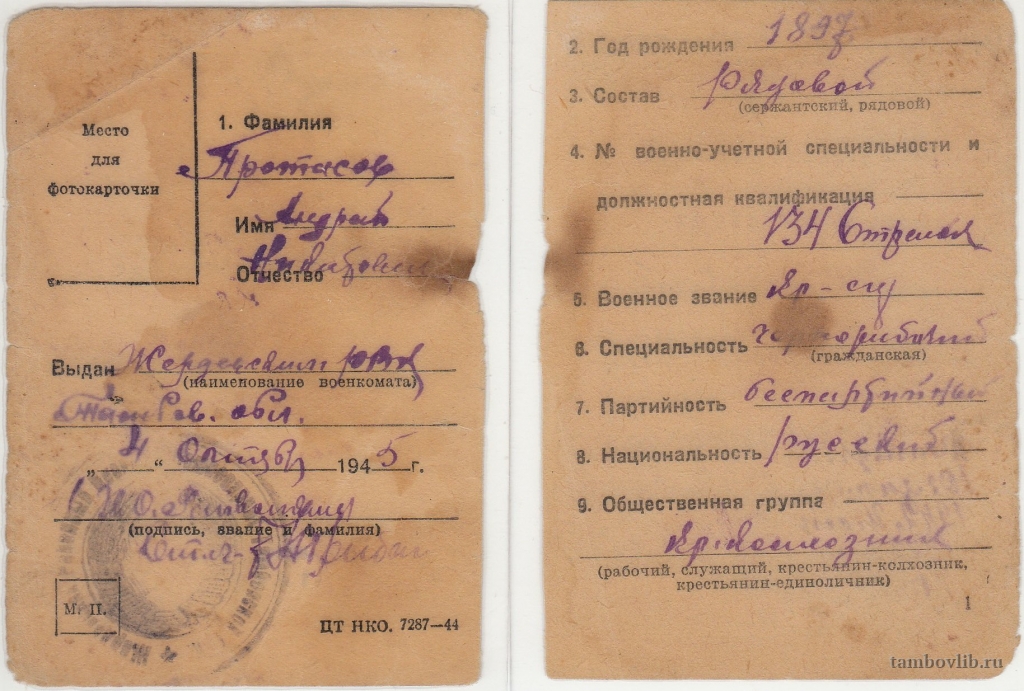 Место
для
фотокарточки
1. Фамилия
Протасов
Имя Андрей
Отчество
Выдан Жердевским РВК
(наименование военкомата)
Тамбов. обл.
„ 4 “ октября 1945 г.
(подпись, звание и фамилия)
М. П.
ЦТ НКО. 7287—44
2. Год рождения 1897
3. Состав рядовой
(сержантский, рядовой)
4. № военно-учетной специальности и
должностная квалификация
134 Стрелок
5. Военное звание кр-ец
6. Специальность чернорабочий
(гражданская)
7. Партийность беспартийный
8. Национальность русский
9. Общественная группа
(рабочий, служащий, крестьянин-колхозник,
крестьянин-единоличник)
1
tambovlib.ru